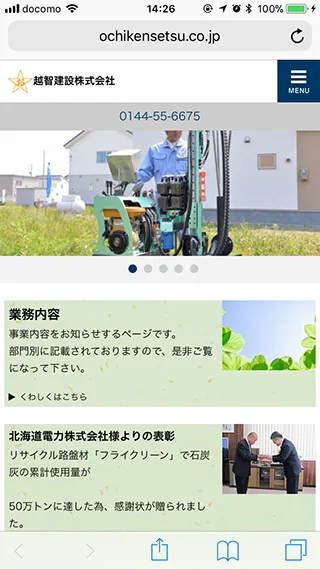 docomo 14:26 100%
ochikensetsu.co.jp
越智建設株式会社
MENU
0144-55-6675
業務内容
事業内容をお知らせするページです。
部門別に記載されておりますので、是非ご覧
になって下さい。
▶ くわしくはこちら
北海道電力株式会社様よりの表彰
リサイクル路盤材「フライクリーン」で石炭
灰の累計使用量が
50万トンに達した為、感謝状が贈られまし
た。